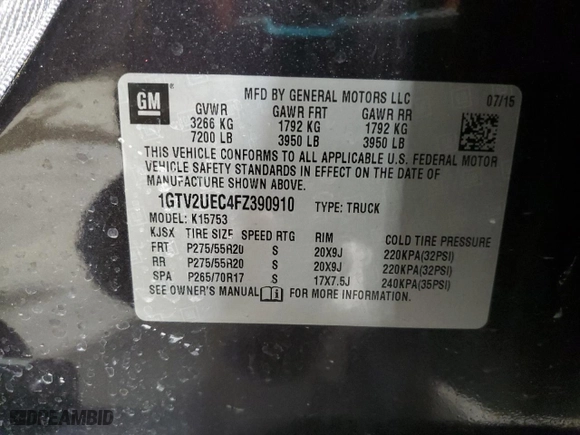 GM
MFD BY GENERAL MOTORS LLC 07/15
GVWR GAWR FRT GAWR RR
3266 KG 1792 KG 1792 KG
7200 LB 3950 LB 3950 LB
THIS VEHICLE CONFORMS TO ALL APPLICABLE U.S. FEDERAL MOTOR
VEHICLE SAFETY STANDARDS IN EFFECT ON THE DATE OF
MANUFACTURE SHOWN ABOVE.
1GTV2UEC4FZ390910 TYPE: TRUCK
MODEL: K15753
KJSX TIRE SIZE SPEED RTG RIM COLD TIRE PRESSURE
FRT P275/55R20 S 20X9J 220KPA(32PSI)
RR P275/55R20 S 20X9J 220KPA(32PSI)
SPA P265/70R17 S 17X7.5J 240KPA(35PSI)
SEE OWNER'S MANUAL FOR MORE INFORMATION.
DREAMBID